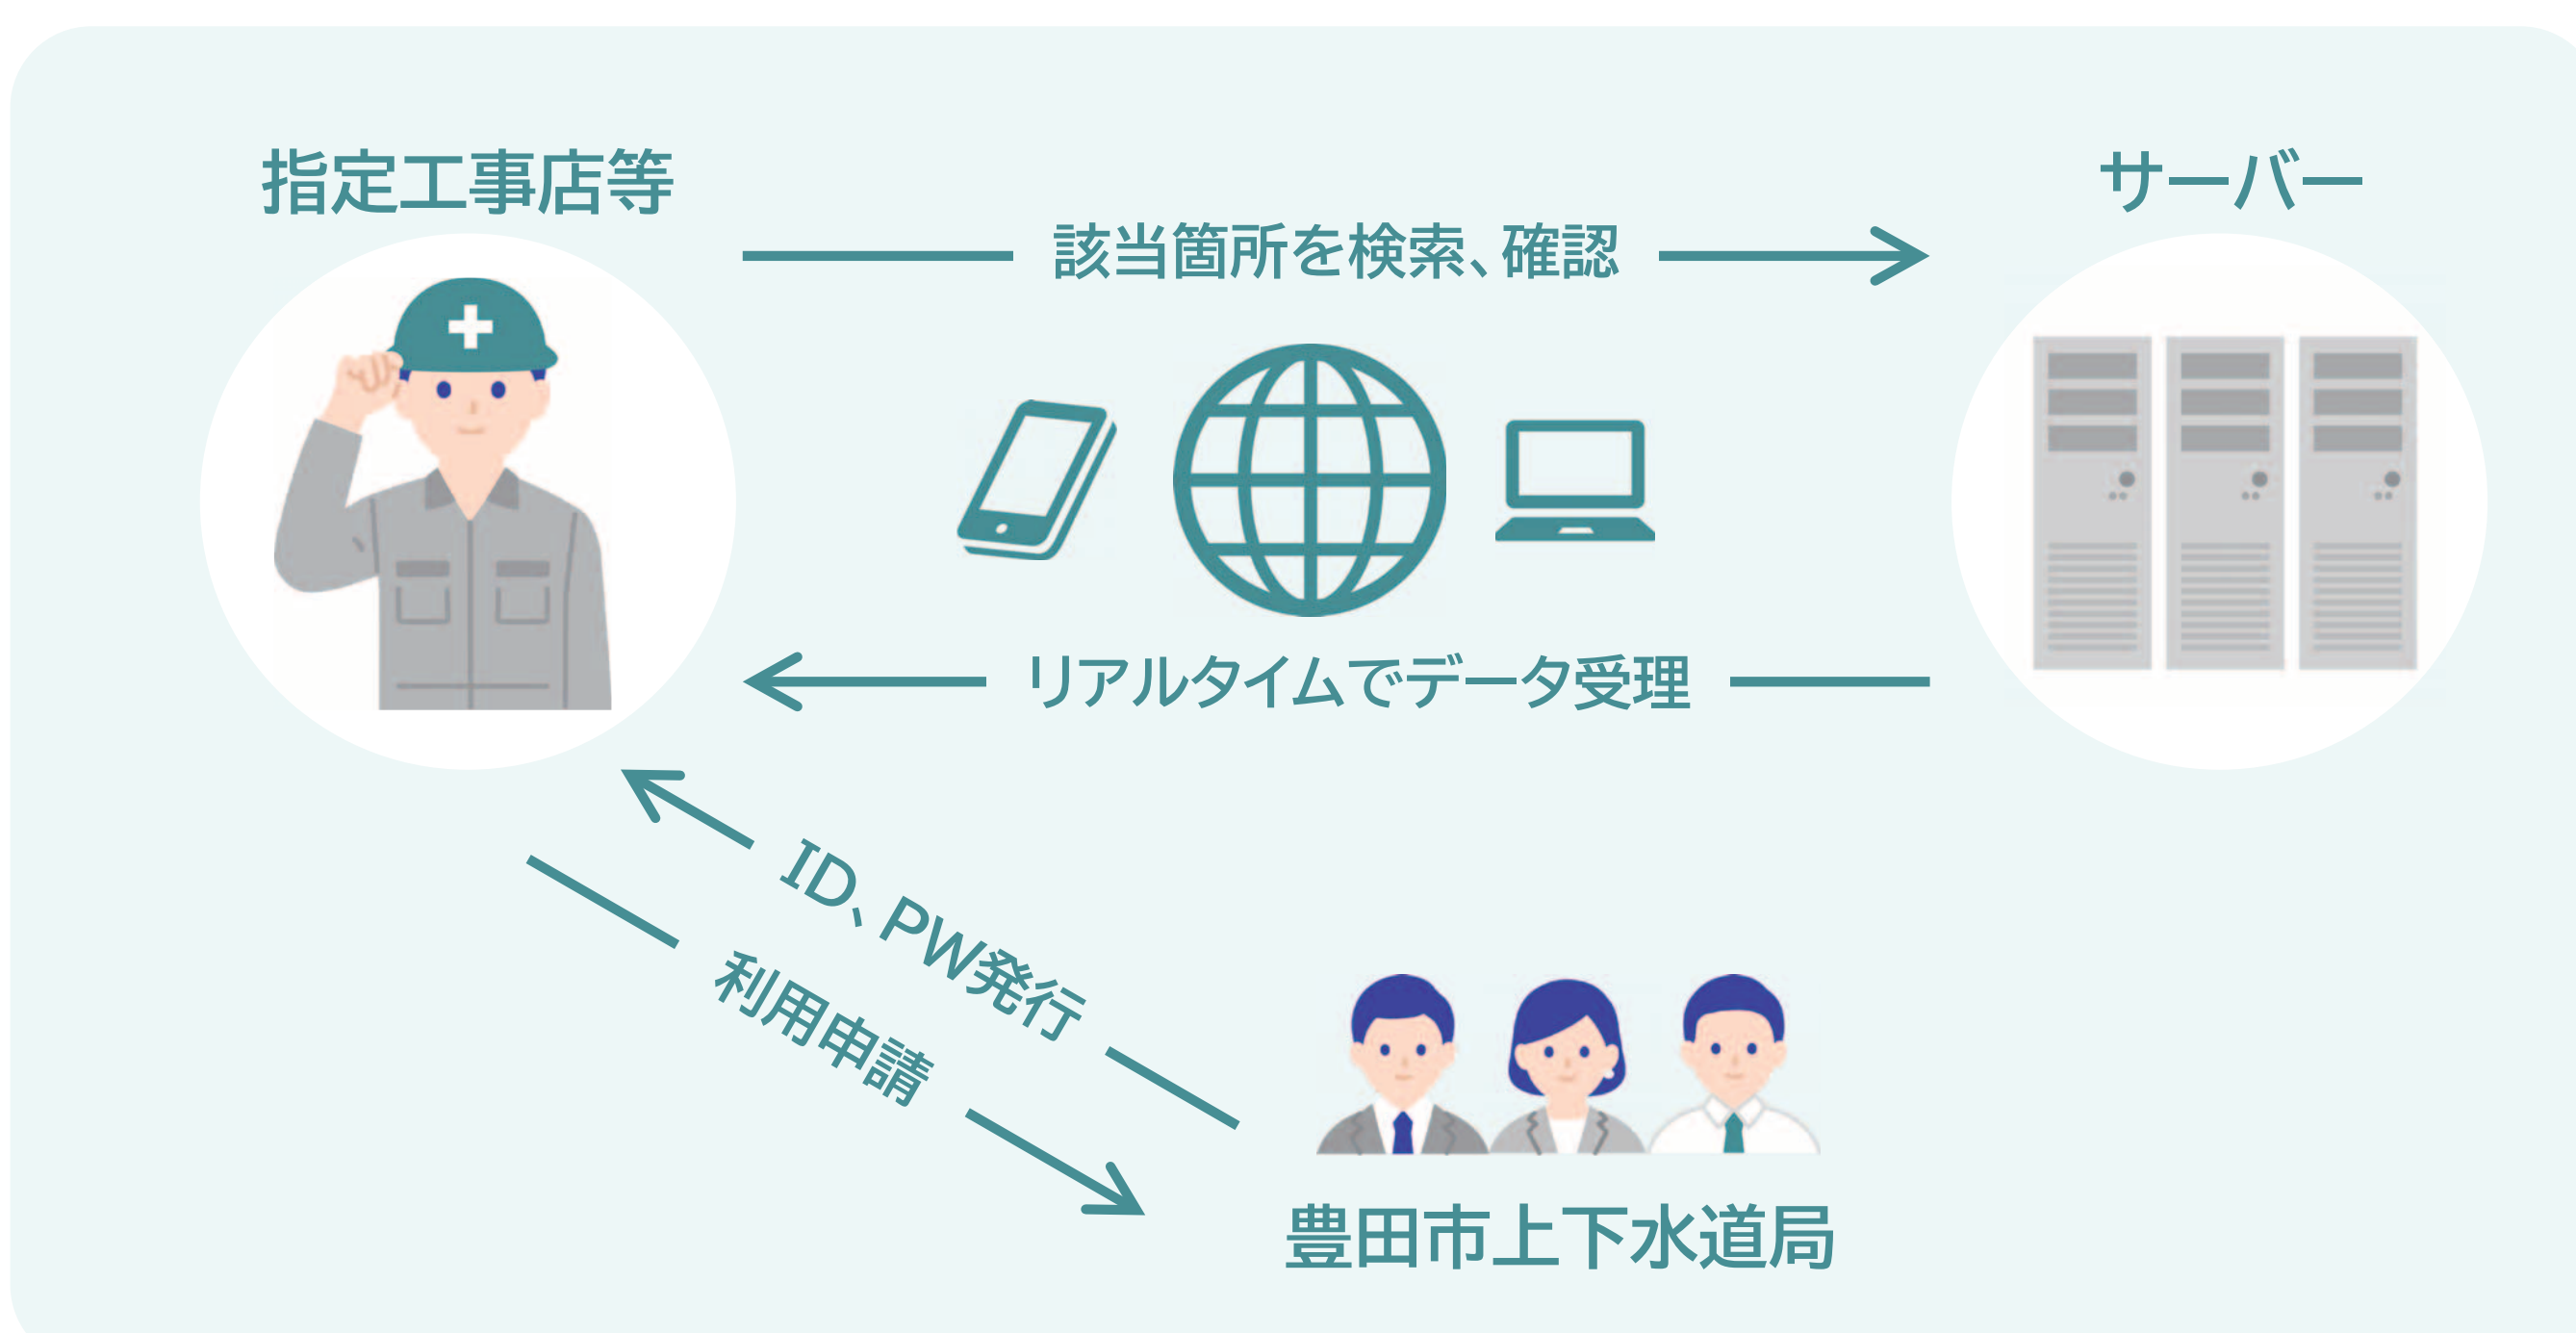 指定工事店等
サーバー
該当箇所を検索、確認
リアルタイムでデータ受理
ID、PW発行
利用申請
豊田市上下水道局